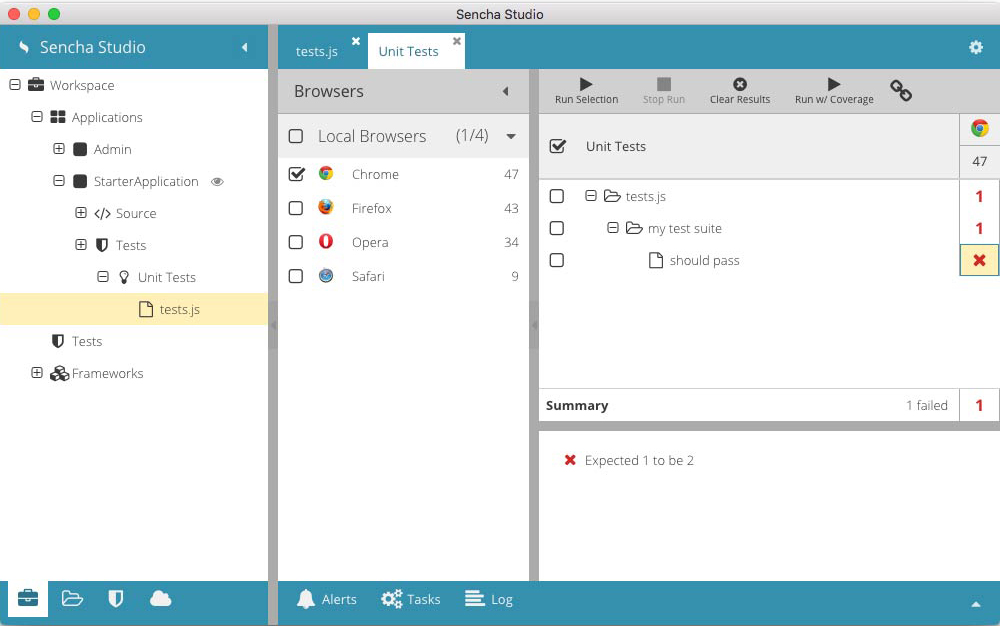 Sencha Studio
Sencha Studio
tests.js
Unit Tests
Workspace
Applications
Admin
StarterApplication
Source
Tests
Unit Tests
tests.js
Tests
Frameworks
Browsers
Local Browsers (1/4)
Chrome 47
Firefox 43
Opera 34
Safari 9
Run Selection
Stop Run
Clear Results
Run w/ Coverage
Unit Tests
47
tests.js 1
my test suite 1
should pass
Summary 1 failed 1
Expected 1 to be 2
Alerts
Tasks
Log